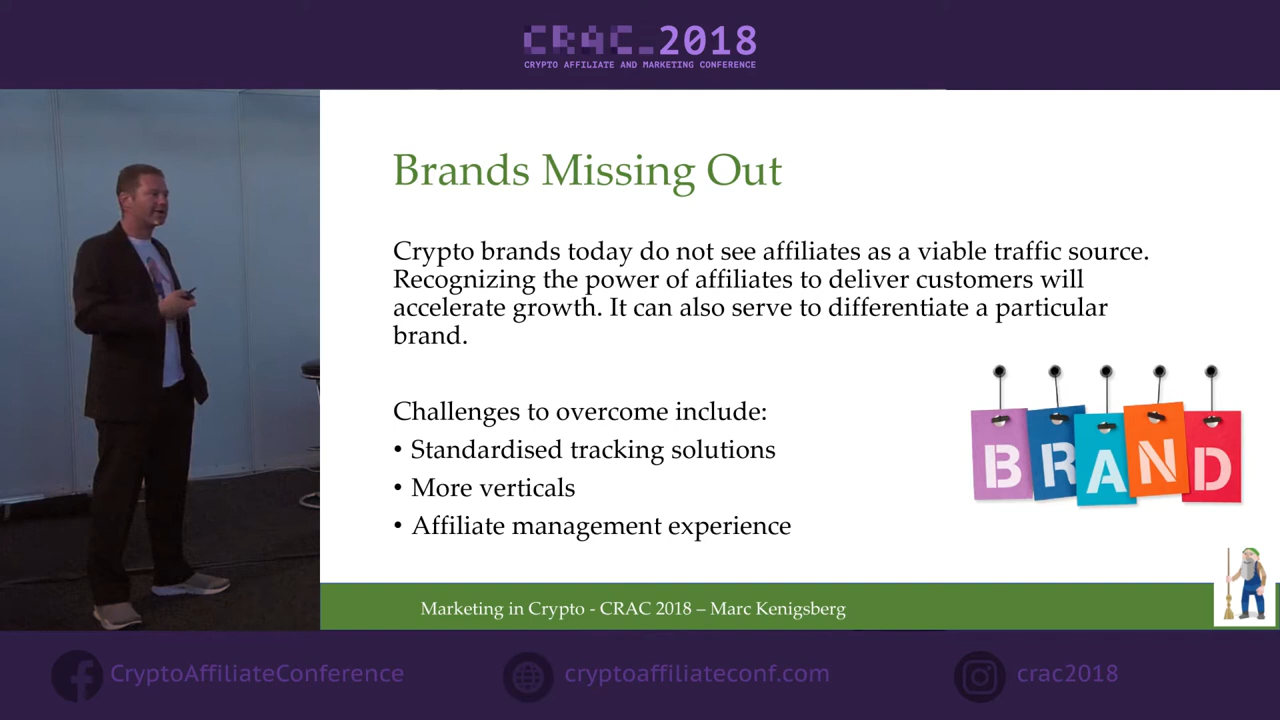 CRAC_2018
CRYPTO AFFILIATE AND MARKETING CONFERENCE
Brands Missing Out
Crypto brands today do not see affiliates as a viable traffic source.
Recognizing the power of affiliates to deliver customers will
accelerate growth. It can also serve to differentiate a particular
brand.
Challenges to overcome include:
• Standardised tracking solutions
• More verticals
• Affiliate management experience
BRAND
Marketing in Crypto - CRAC 2018 – Marc Kenigsberg
CryptoAffiliateConference
cryptoaffiliateconf.com
crac2018